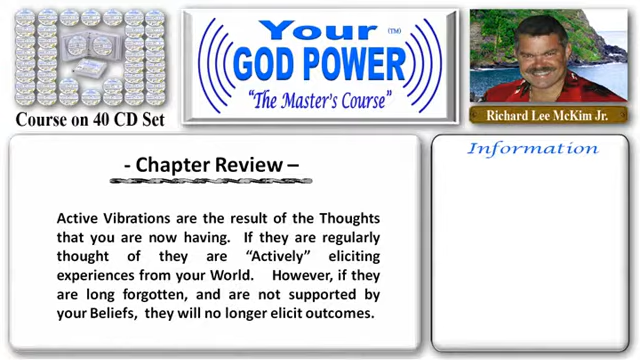 Your
(TM)
GOD POWER
"The Master's Course"
Course on 40 CD Set
Richard Lee McKim Jr.
- Chapter Review –
Active Vibrations are the result of the Thoughts
that you are now having. If they are regularly
thought of they are “Actively” eliciting
experiences from your World. However, if they
are long forgotten, and are not supported by
your Beliefs, they will no longer elicit outcomes.
Information